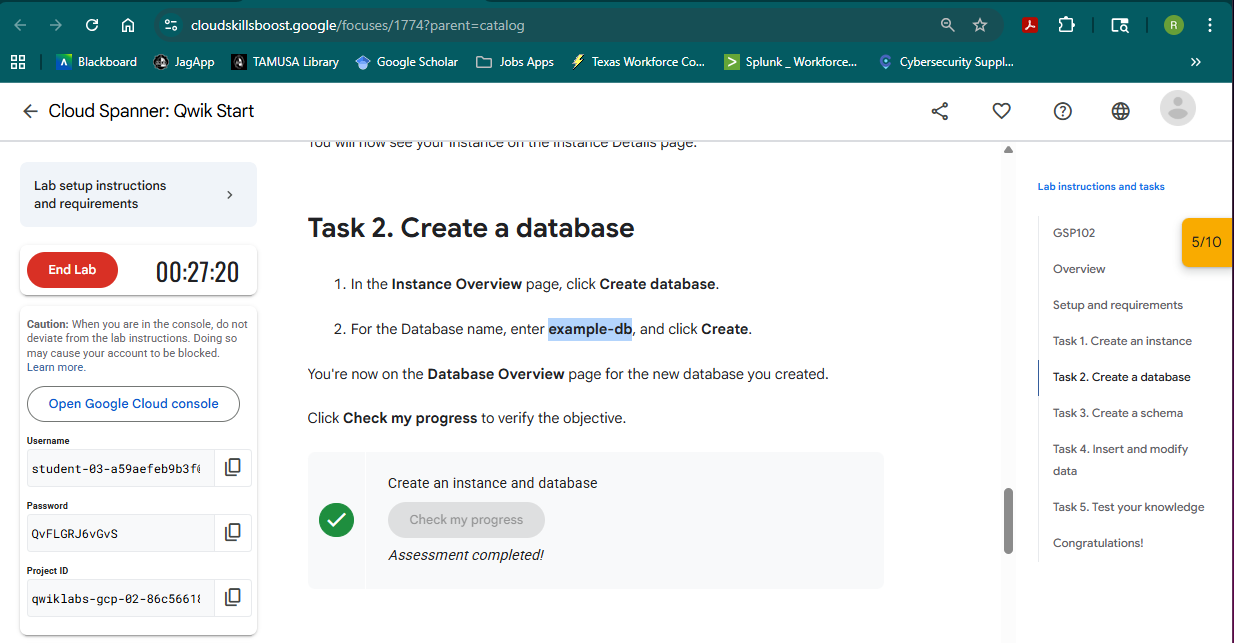 cloudskillsboost.google/focuses/1774?parent=catalog
R
Blackboard
JagApp
TAMUSA Library
Google Scholar
Jobs Apps
Texas Workforce Co...
Splunk _ Workforce...
Cybersecurity Suppl...
»
Cloud Spanner: Qwik Start
You will now see your instance on the Instance Details page.
Lab setup instructions
and requirements
End Lab
00:27:20
Caution: When you are in the console, do not
deviate from the lab instructions. Doing so
may cause your account to be blocked.
Learn more.
Open Google Cloud console
Username
student-03-a59aefeb9b3f
Password
QvFLGRJ6vGvS
Project ID
qwiklabs-gcp-02-86c5661
Task 2. Create a database
1. In the Instance Overview page, click Create database.
2. For the Database name, enter example-db, and click Create.
You're now on the Database Overview page for the new database you created.
Click Check my progress to verify the objective.
Create an instance and database
Check my progress
Assessment completed!
Lab instructions and tasks
GSP102
Overview
Setup and requirements
Task 1. Create an instance
Task 2. Create a database
Task 3. Create a schema
Task 4. Insert and modify
data
Task 5. Test your knowledge
Congratulations!
5/10